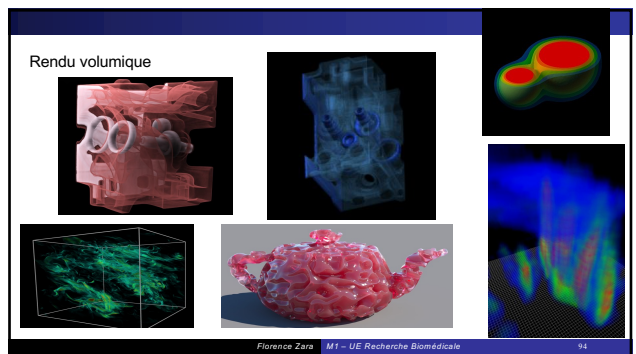 Rendu volumique
Florence Zara M1 – UE Recherche Biomédicale 94